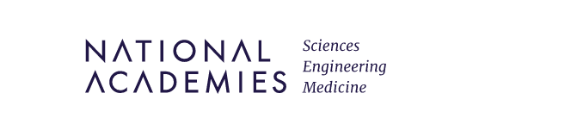 NATIONAL
ACADEMIES
Sciences
Engineering
Medicine